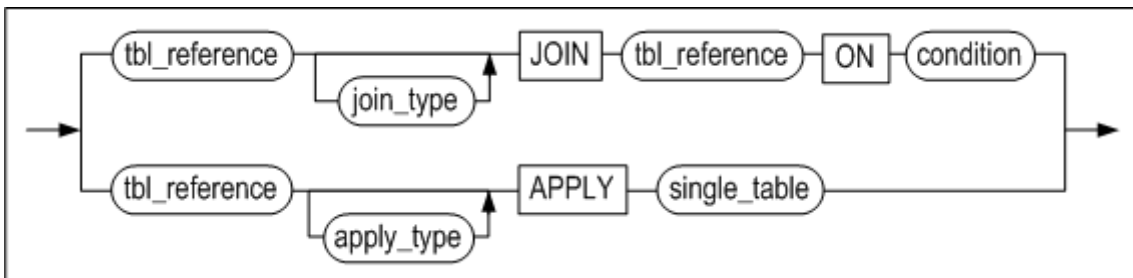 tbl_reference JOIN tbl_reference ON condition
join_type
tbl_reference APPLY single_table
apply_type